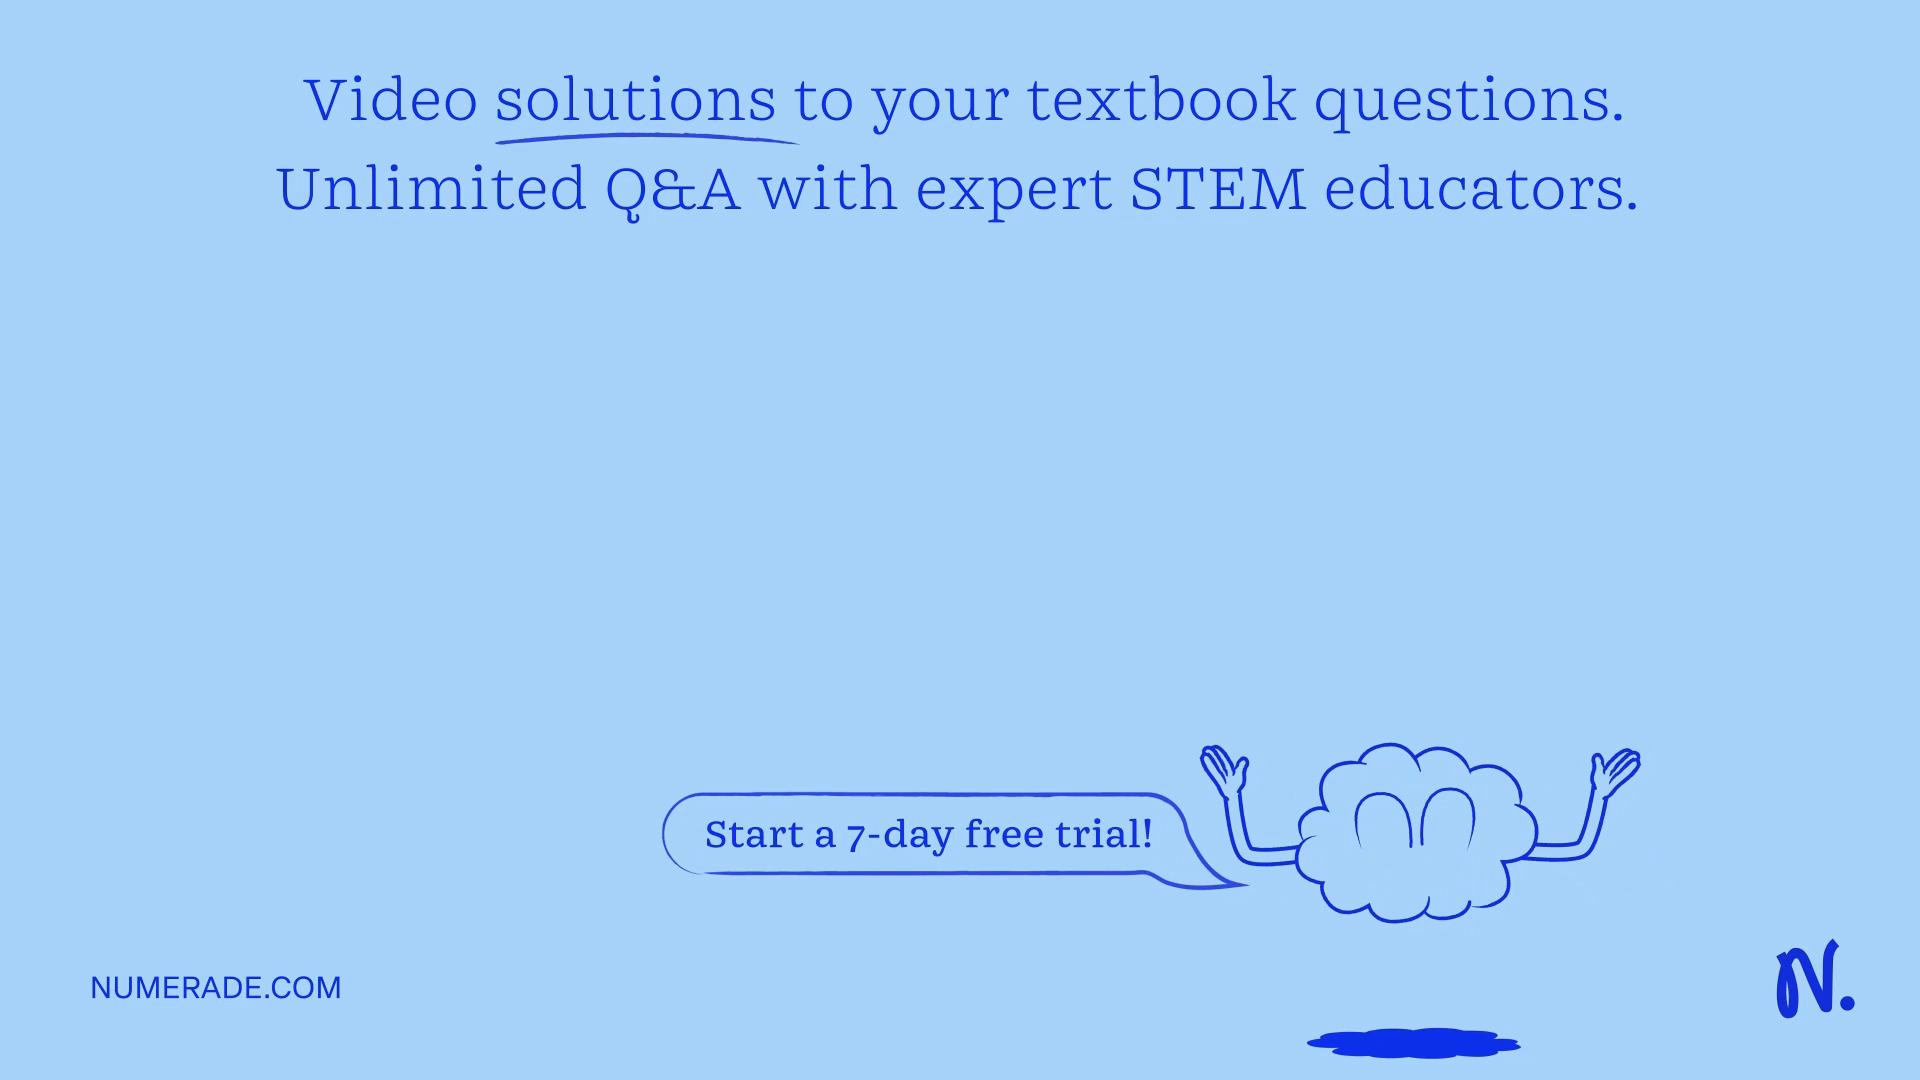 Video solutions to your textbook questions.
Unlimited Q&A with expert STEM educators.
Start a 7-day free trial!
NUMERADE.COM
N.